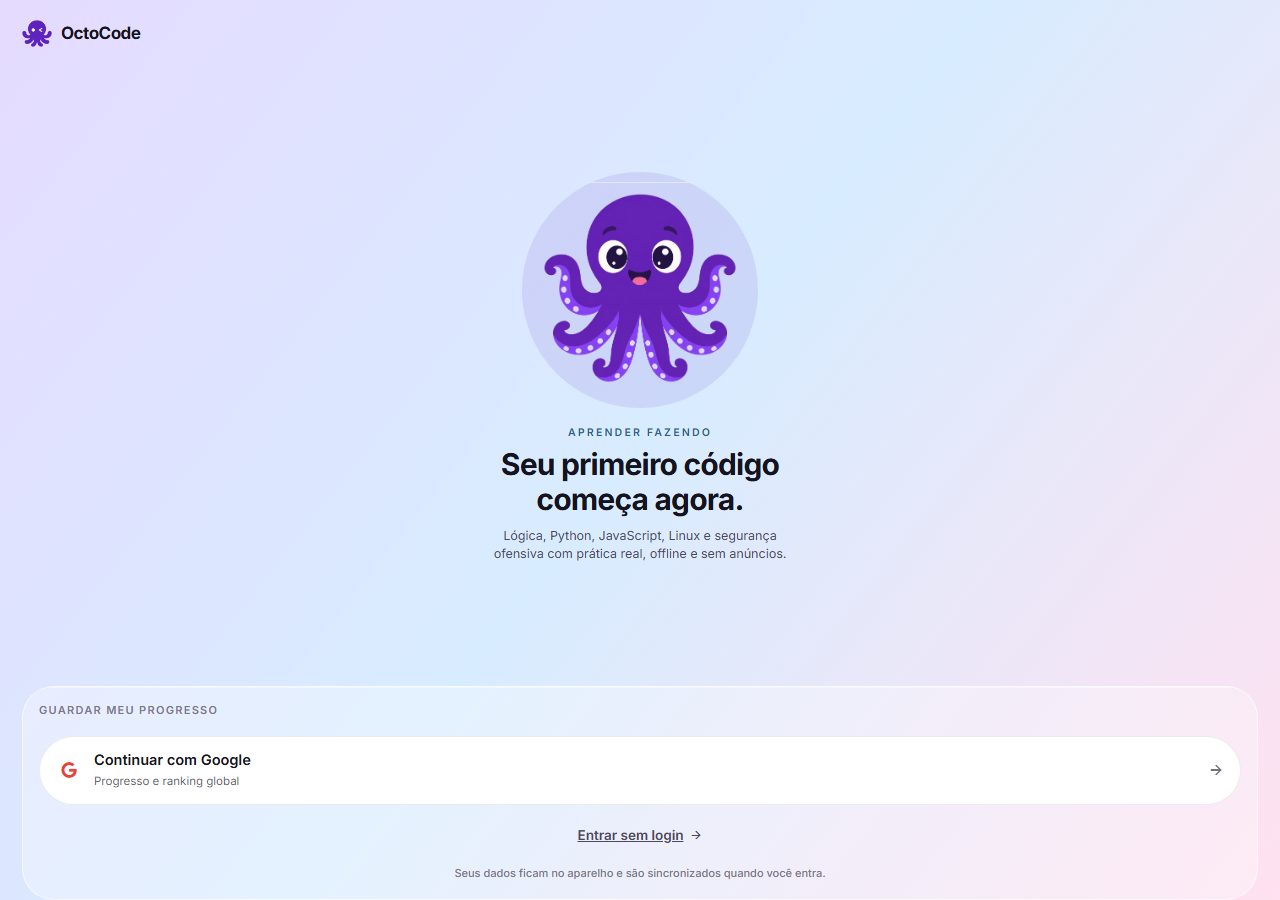 OctoCode
APRENDER FAZENDO
Seu primeiro código
começa agora.
Lógica, Python, JavaScript, Linux e segurança
ofensiva com prática real, offline e sem anúncios.
GUARDAR MEU PROGRESSO
Continuar com Google
Progresso e ranking global
Entrar sem login
Seus dados ficam no aparelho e são sincronizados quando você entra.